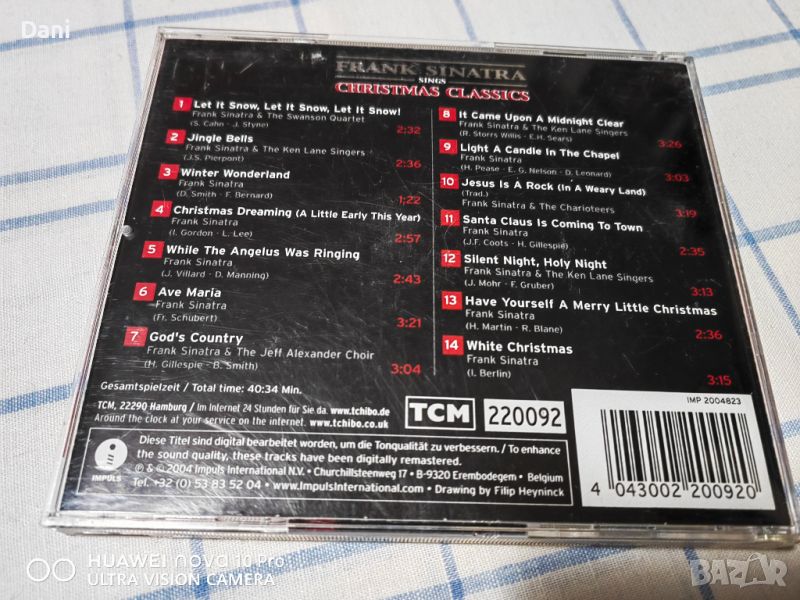 Dani
FRANK SINATRA
SINGS
CHRISTMAS CLASSICS
1 Let It Snow, Let It Snow, Let It Snow!
Frank Sinatra & The Swanson Quartet
(S. Cahn - J. Styne) 2:32
2 Jingle Bells
Frank Sinatra & The Ken Lane Singers
(J.S. Pierpont) 2:36
3 Winter Wonderland
Frank Sinatra
(D. Smith - F. Bernard) 1;22
4 Christmas Dreaming (A Little Early This Year)
Frank Sinatra
(I. Gordon - L. Lee) 2:57
5 While The Angelus Was Ringing
Frank Sinatra
(J. Villard - D. Manning) 2:43
6 Ave Maria
Frank Sinatra
(Fr. Schubert) 3:21
7 God's Country
Frank Sinatra & The Jeff Alexander Choir
(H. Gillespie - B. Smith) 3:04
8 It Came Upon A Midnight Clear
Frank Sinatra & The Ken Lane Singers
(R. Storrs Willis - E.H. Sears) 3:26
9 Light A Candle In The Chapel
Frank Sinatra
(H. Pease - E. G. Nelson - D. Leonard) 3:03
10 Jesus Is A Rock (In A Weary Land)
(Trad.)
Frank Sinatra & The Charioteers 3:19
11 Santa Claus Is Coming To Town
Frank Sinatra
(J.F. Coots - H. Gillespie) 2:35
12 Silent Night, Holy Night
Frank Sinatra & The Ken Lane Singers
(J. Mohr - F. Gruber) 3:13
13 Have Yourself A Merry Little Christmas
Frank Sinatra
(H. Martin - R. Blane) 2:36
14 White Christmas
Frank Sinatra
(I. Berlin) 3:15
Gesamtspielzeit / Total time: 40:34 Min.
TCM, 22290 Hamburg / Im Internet 24 Stunden für Sie da. www.tchibo.de
Around the clock at your service on the internet. www.tchibo.co.uk
TCM 220092
IMP 2004823
4 043002 200920
IMPULS
Diese Titel sind digital bearbeitet worden, um die Tonqualität zu verbessern. / To enhance
the sound quality, these tracks have been digitally remastered.
℗ & © 2004 Impuls International N.V. • Churchillsteenweg 17 • B-9320 Erembodegem • Belgium
Tel. +32 (0) 53 83 52 04 • www.ImpulsInternational.com • Drawing by Filip Heyninck
HUAWEI nova 10 Pro
ULTRA VISION CAMERA
BAZAR